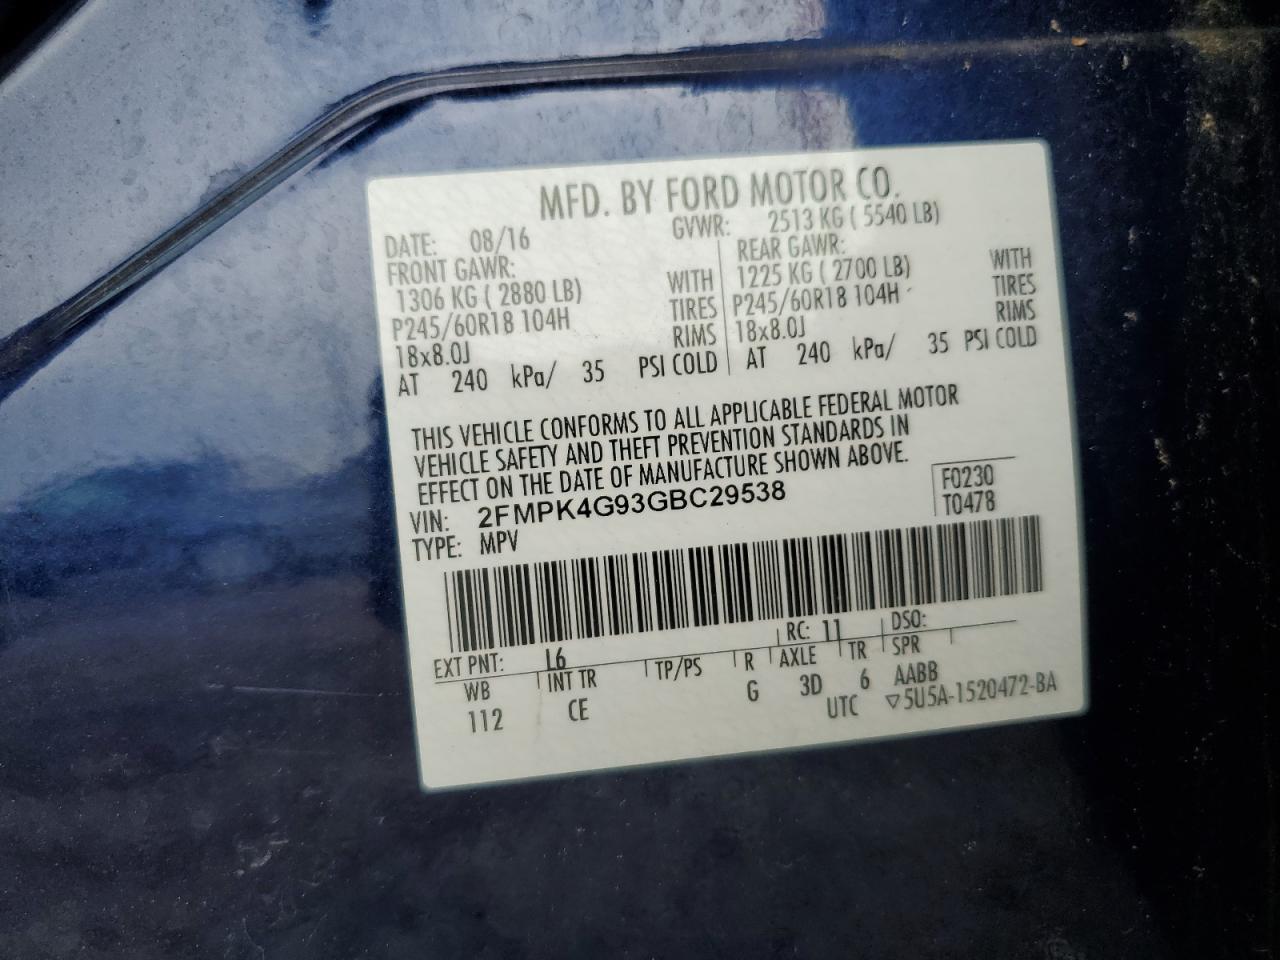 MFD. BY FORD MOTOR CO.
DATE: 08/16 GVWR: 2513 KG ( 5540 LB)
FRONT GAWR: REAR GAWR:
1306 KG ( 2880 LB) WITH 1225 KG ( 2700 LB) WITH
P245/60R18 104H TIRES P245/60R18 104H TIRES
18x8.0J RIMS 18x8.0J RIMS
AT 240 kPa/ 35 PSI COLD AT 240 kPa/ 35 PSI COLD
THIS VEHICLE CONFORMS TO ALL APPLICABLE FEDERAL MOTOR
VEHICLE SAFETY AND THEFT PREVENTION STANDARDS IN
EFFECT ON THE DATE OF MANUFACTURE SHOWN ABOVE.
VIN: 2FMPK4G93GBC29538 F0230
TYPE: MPV T0478
EXT PNT: L6 RC: 11 DSO:
WB INT TR TP/PS R AXLE TR SPR
112 CE G 3D 6 AABB
UTC ▽5U5A-1520472-BA